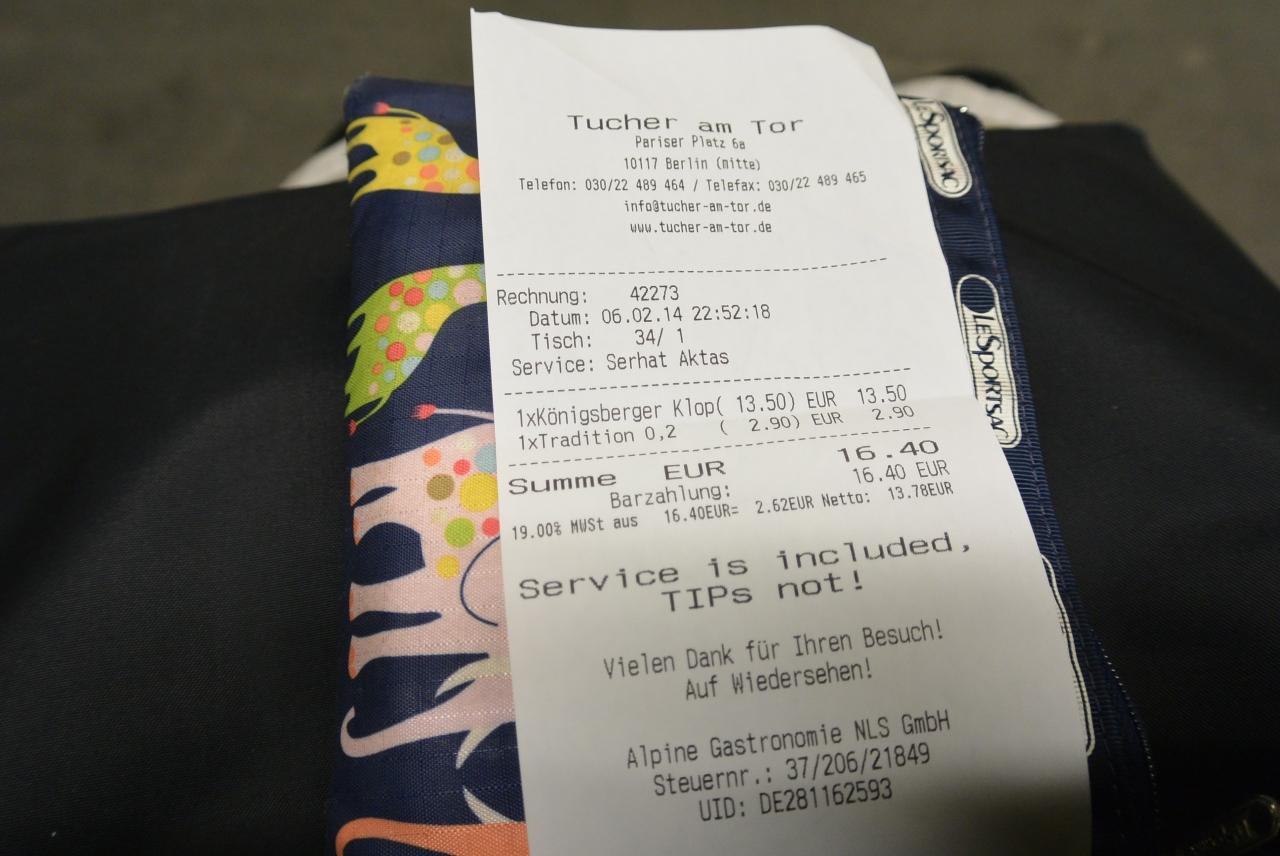 Tucher am Tor
Pariser Platz 6a
10117 Berlin (mitte)
Telefon: 030/22 489 464 / Telefax: 030/22 489 465
info@tucher-am-tor.de
www.tucher-am-tor.de
Rechnung: 42273
Datum: 06.02.14 22:52:18
Tisch: 34/ 1
Service: Serhat Aktas
1xKönigsberger Klop( 13.50) EUR 13.50
1xTradition 0,2 ( 2.90) EUR 2.90
Summe EUR 16.40
Barzahlung: 16.40 EUR
19.00% MWSt aus 16.40EUR= 2.62EUR Netto: 13.78EUR
Service is included,
TIPs not!
Vielen Dank für Ihren Besuch!
Auf Wiedersehen!
Alpine Gastronomie NLS GmbH
Steuernr.: 37/206/21849
UID: DE281162593
LESPORTSAC
LESPORTSAC